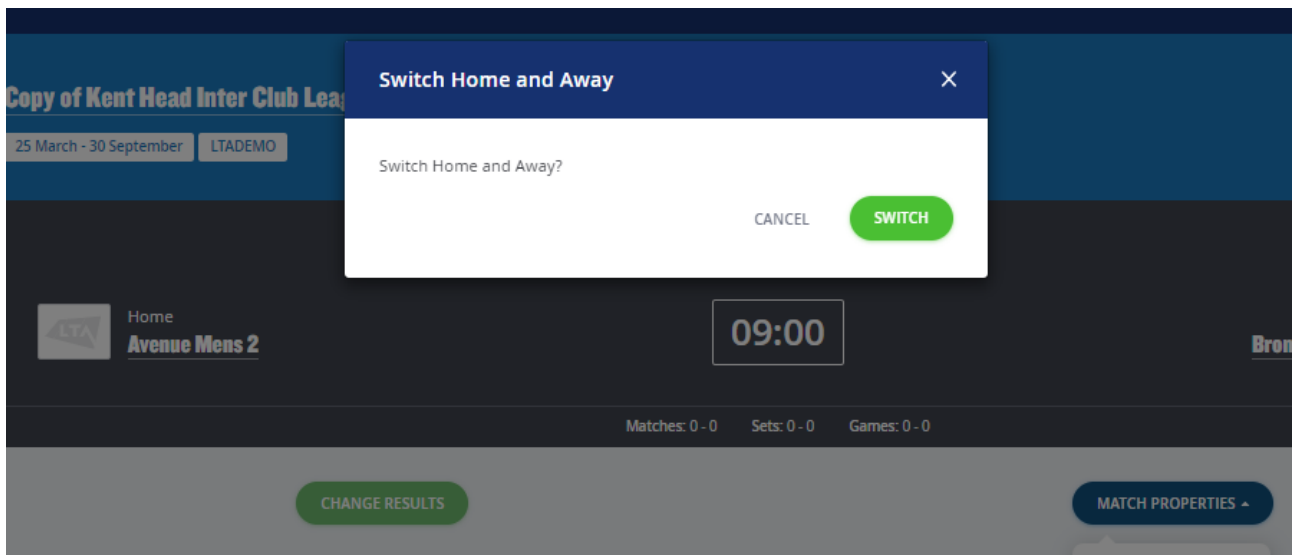 Switch Home and Away
Copy of Kent Head Inter Club
25 March - 30 September LTADEMO
Switch Home and Away?
CANCEL SWITCH
LTA
Home
Avenue Mens 2
09:00
Matches: 0 - 0 Sets: 0 - 0 Games: 0 - 0
CHANGE RESULTS MATCH PROPERTIES